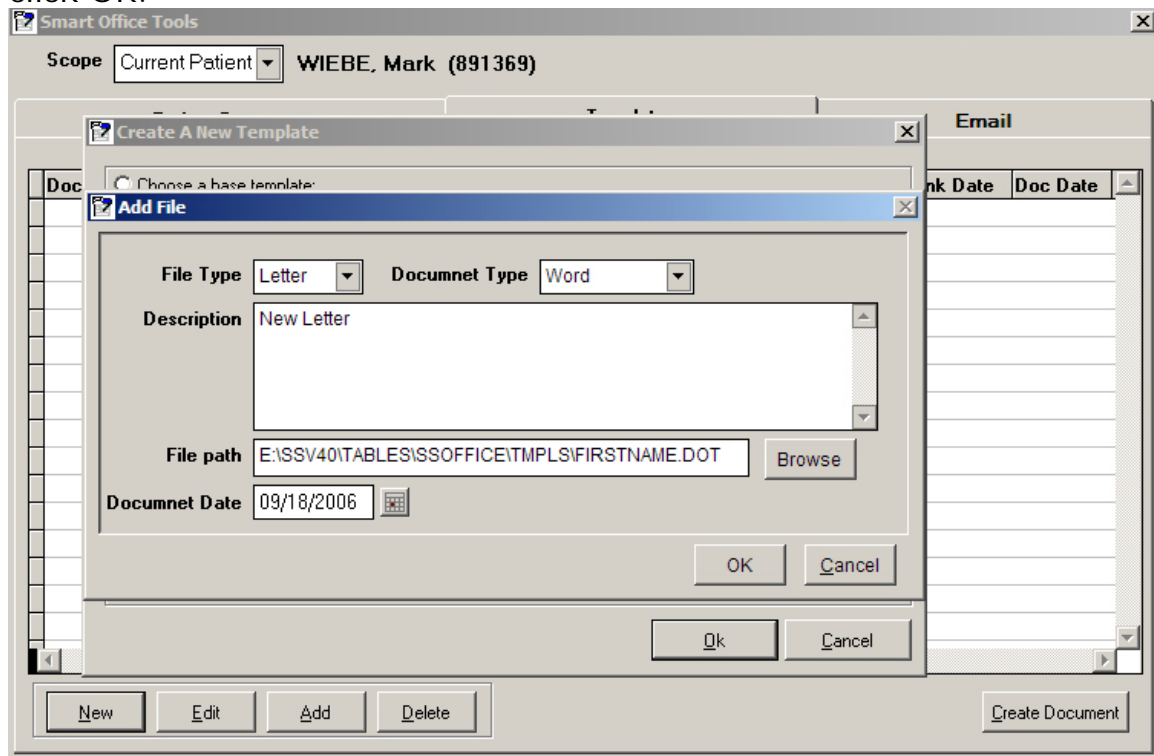 click OK.
Smart Office Tools
Scope Current Patient WIEBE, Mark (891369)
Email
Create A New Template
Doc Choose a base template: nk Date Doc Date
Add File
File Type Letter Documnet Type Word
Description New Letter
File path E:\SSV40\TABLES\SSOFFICE\TMPLS\FIRSTNAME.DOT Browse
Documnet Date 09/18/2006
OK Cancel
Ok Cancel
New Edit Add Delete Create Document